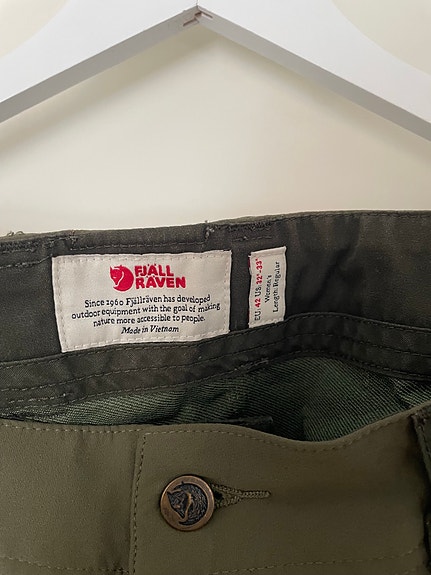 FJÄLL
RÄVEN
Since 1960 Fjällräven has developed
outdoor equipment with the goal of making
nature more accessible to people.
Made in Vietnam
EU: 42 US: 32"-33"
Women's
Length: Regular